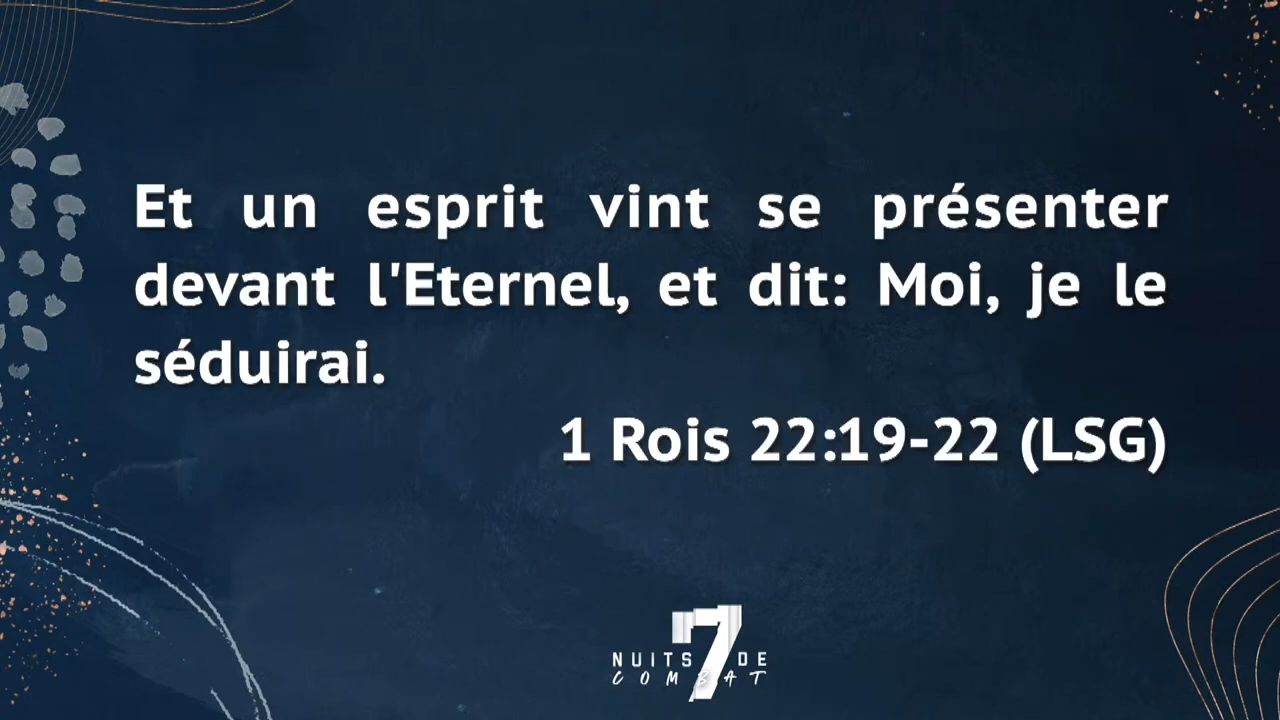 Et un esprit vint se présenter
devant l'Eternel, et dit: Moi, je le
séduirai.
1 Rois 22:19-22 (LSG)
7
NUITS DE
COMBAT